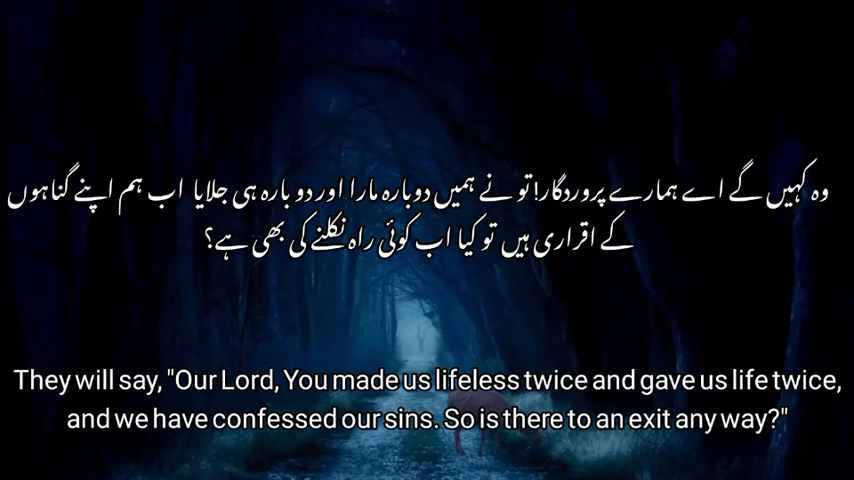 وہ کہیں گے اے ہمارے پروردگار! تو نے ہمیں دوبارہ مارا اور دوبارہ ہی جلایا اب ہم اپنے گناہوں
کے اقراری ہیں تو کیا اب کوئی راہ نکلنے کی بھی ہے؟
They will say, "Our Lord, You made us lifeless twice and gave us life twice,
and we have confessed our sins. So is there to an exit any way?"